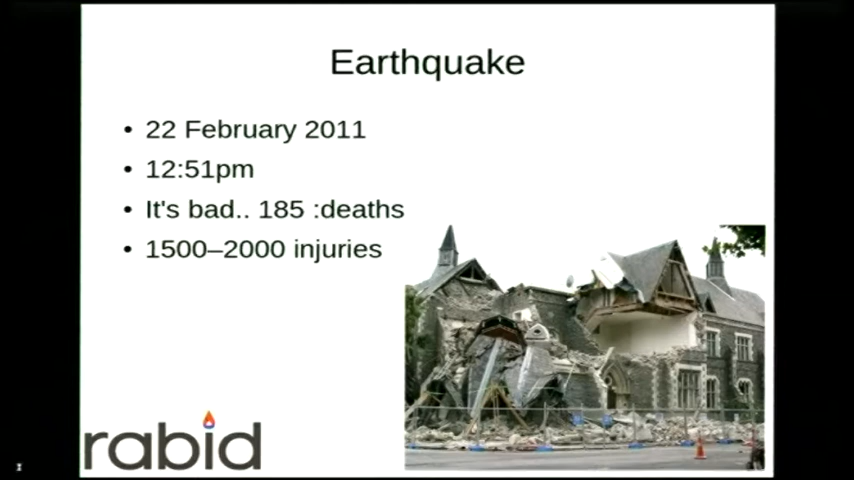 Earthquake
• 22 February 2011
• 12:51pm
• It's bad.. 185 :deaths
• 1500–2000 injuries
rabid